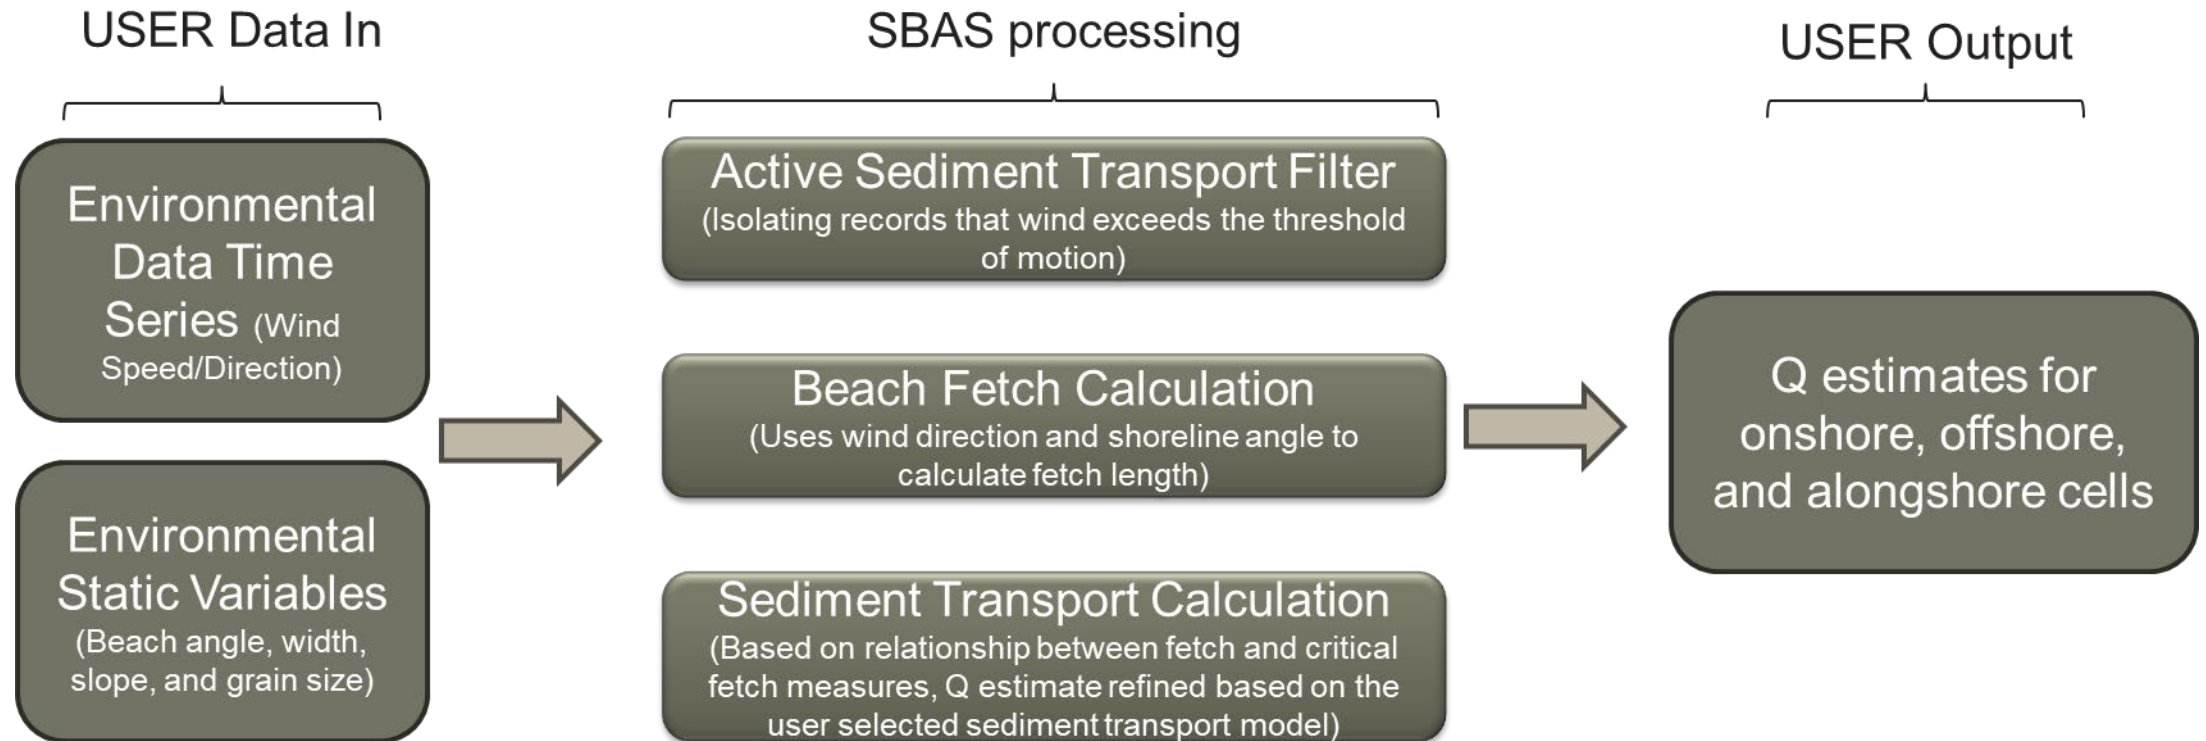 USER Data In
Environmental
Data Time
Series (Wind
Speed/Direction)
Environmental
Static Variables
(Beach angle, width,
slope, and grain size)
SBAS processing
Active Sediment Transport Filter
(Isolating records that wind exceeds the threshold
of motion)
Beach Fetch Calculation
(Uses wind direction and shoreline angle to
calculate fetch length)
Sediment Transport Calculation
(Based on relationship between fetch and critical
fetch measures, Q estimate refined based on the
user selected sediment transport model)
USER Output
Q estimates for
onshore, offshore,
and alongshore cells